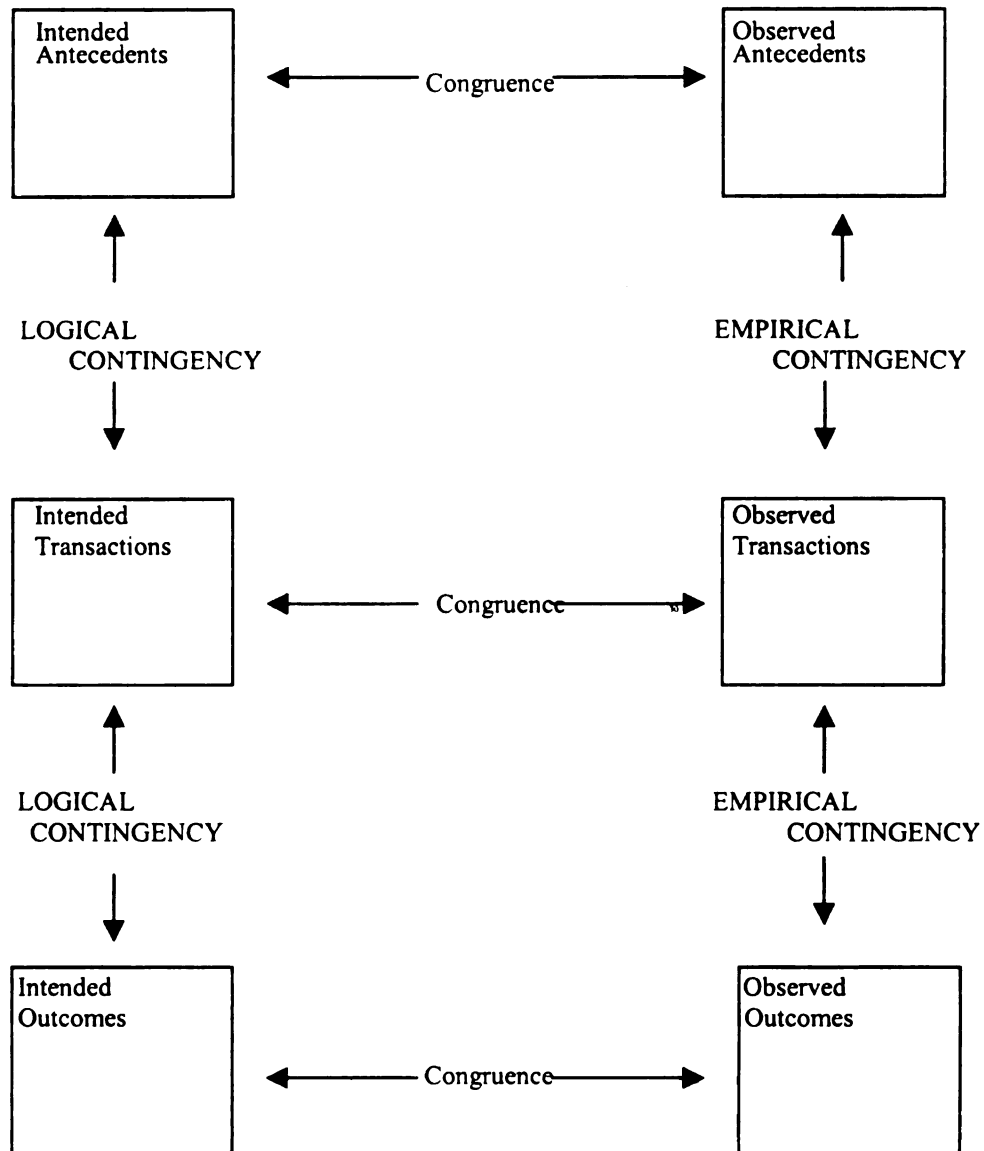 Intended
Antecedents
Observed
Antecedents
Congruence
LOGICAL
CONTINGENCY
EMPIRICAL
CONTINGENCY
Intended
Transactions
Observed
Transactions
Congruence
LOGICAL
CONTINGENCY
EMPIRICAL
CONTINGENCY
Intended
Outcomes
Observed
Outcomes
Congruence